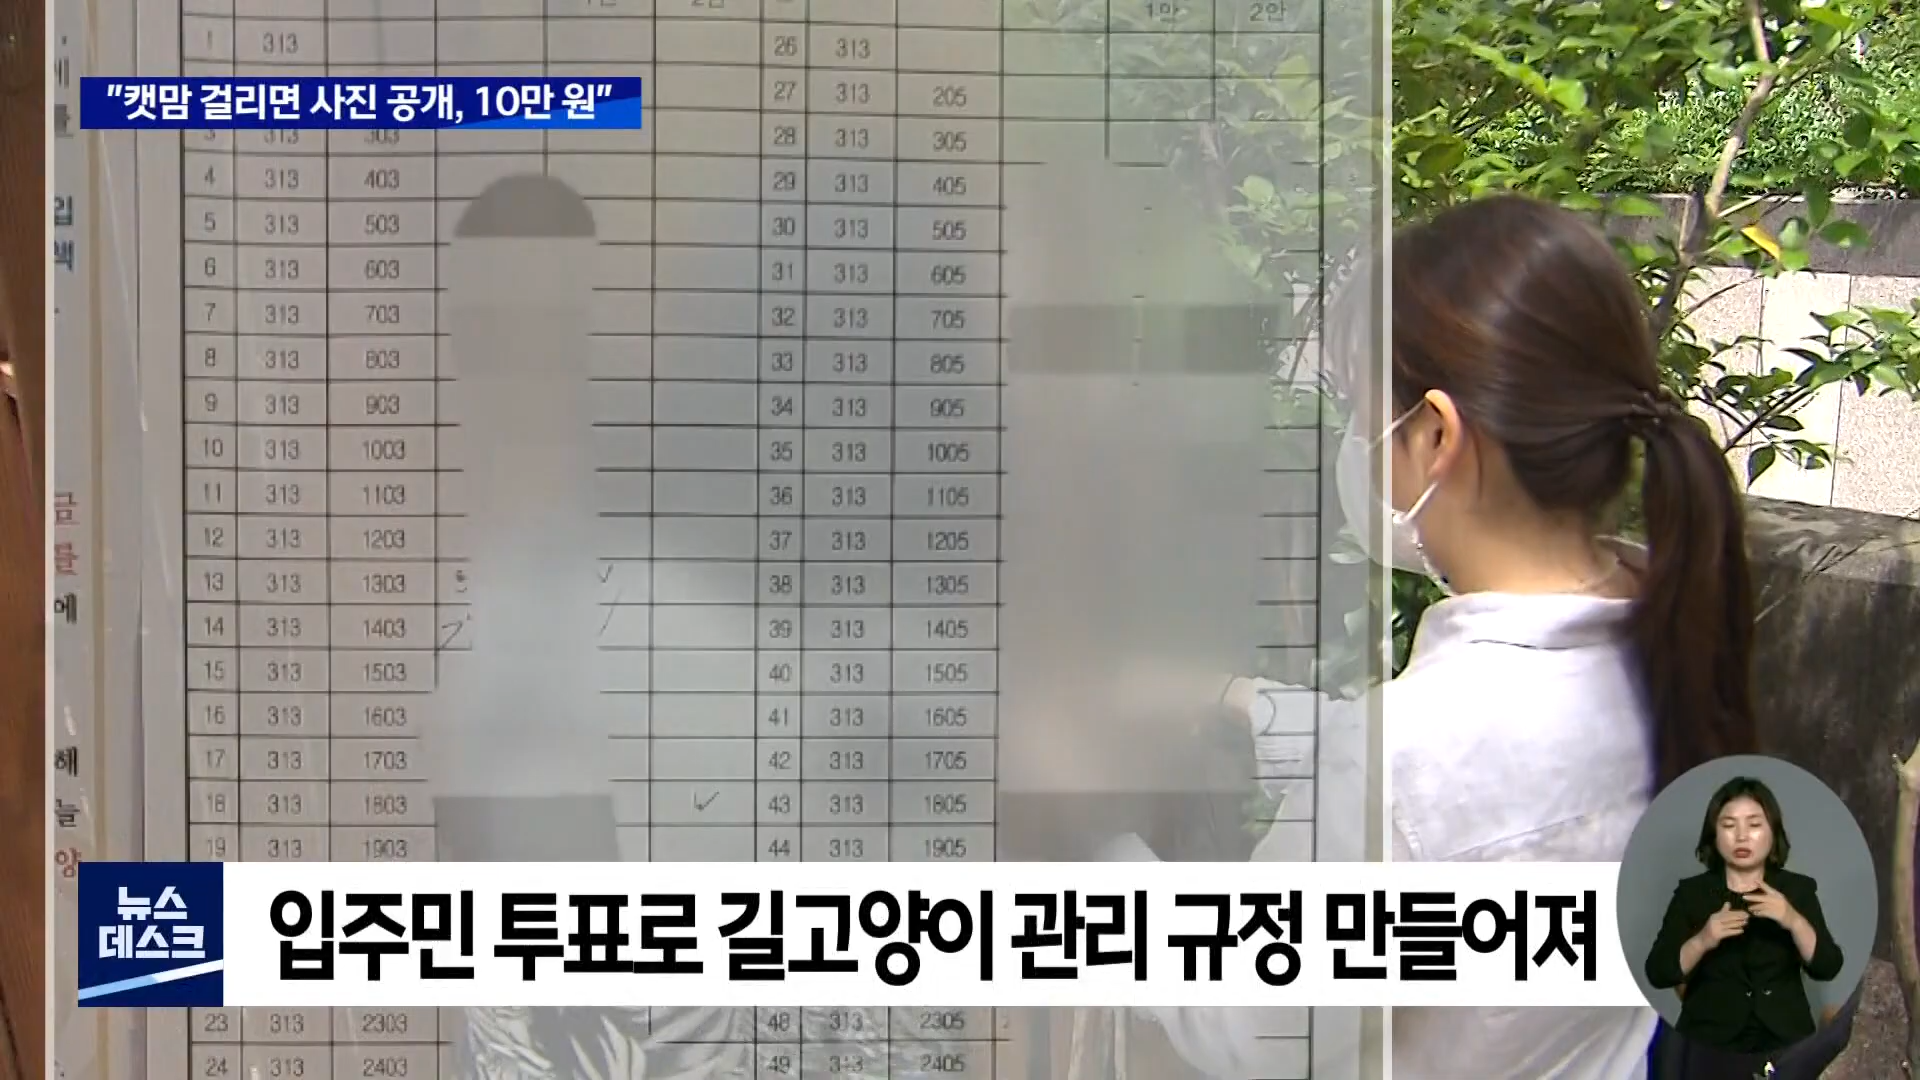 1안 2안
1 313 26 313
"캣맘 걸리면 사진 공개, 10만 원"
27 313 205
3 313 303 28 313 305
4 313 403 29 313 405
5 313 503 30 313 505
6 313 603 31 313 605
7 313 703 32 313 705
8 313 803 33 313 805
9 313 903 34 313 905
10 313 1003 35 313 1005
11 313 1103 36 313 1105
12 313 1203 37 313 1205
13 313 1303 38 313 1305
14 313 1403 39 313 1405
15 313 1503 40 313 1505
16 313 1603 41 313 1605
17 313 1703 42 313 1705
18 313 1803 43 313 1805
19 313 1903 44 313 1905
뉴스
데스크
입주민 투표로 길고양이 관리 규정 만들어져
23 313 2303 48 313 2305
24 313 2403 49 313 2405